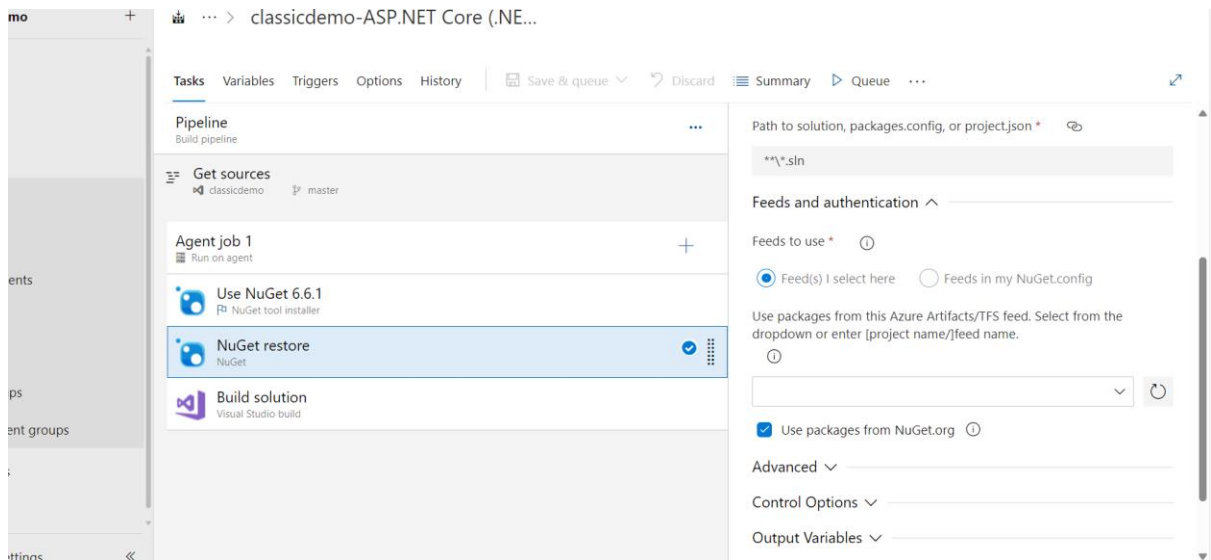 mo +
··· > classicdemo-ASP.NET Core (.NE...
Tasks Variables Triggers Options History Save & queue Discard Summary Queue ···
Pipeline
Build pipeline
Get sources
classicdemo master
Agent job 1
Run on agent
Use NuGet 6.6.1
NuGet tool installer
NuGet restore
NuGet
Build solution
Visual Studio build
ents
ps
ent groups
s
ettings «
Path to solution, packages.config, or project.json *
**\*.sln
Feeds and authentication
Feeds to use *
Feed(s) I select here Feeds in my NuGet.config
Use packages from this Azure Artifacts/TFS feed. Select from the
dropdown or enter [project name/]feed name.
Use packages from NuGet.org
Advanced
Control Options
Output Variables